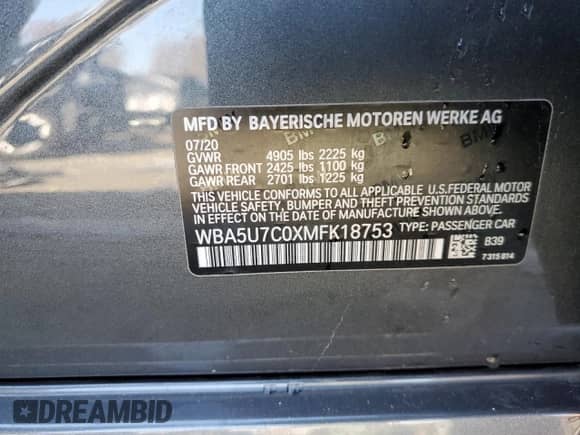 MFD BY BAYERISCHE MOTOREN WERKE AG
07/20
GVWR 4905 lbs 2225 kg
GAWR FRONT 2425 lbs 1100 kg
GAWR REAR 2701 lbs 1225 kg
THIS VEHICLE CONFORMS TO ALL APPLICABLE U.S.FEDERAL MOTOR
VEHICLE SAFETY, BUMPER, AND THEFT PREVENTION STANDARDS
IN EFFECT ON THE DATE OF MANUFACTURE SHOWN ABOVE.
WBA5U7C0XMFK18753 TYPE: PASSENGER CAR
B39
7315014
DREAMBID